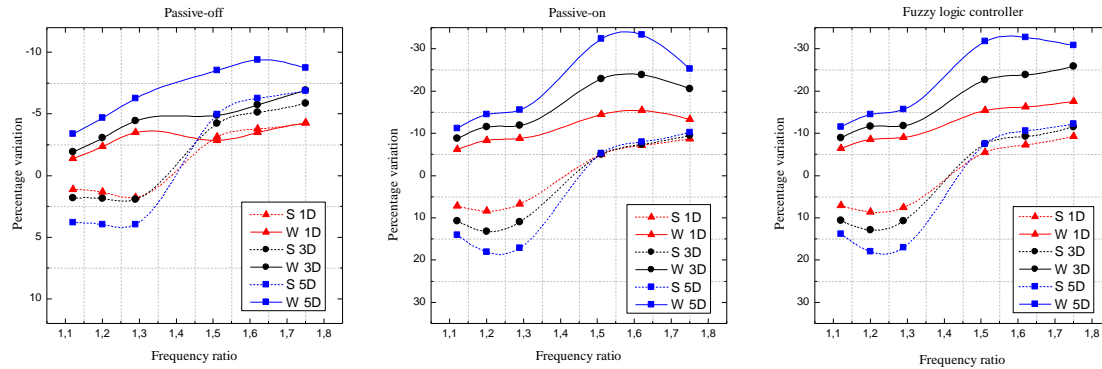 Passive-off
Percentage variation
-10
-5
0
5
10
S 1D
W 1D
S 3D
W 3D
S 5D
W 5D
1,1 1,2 1,3 1,4 1,5 1,6 1,7 1,8
Frequency ratio
Passive-on
Percentage variation
-30
-20
-10
0
10
20
30
S 1D
W 1D
S 3D
W 3D
S 5D
W 5D
1,1 1,2 1,3 1,4 1,5 1,6 1,7 1,8
Frequency ratio
Fuzzy logic controller
Percentage variation
-30
-20
-10
0
10
20
30
S 1D
W 1D
S 3D
W 3D
S 5D
W 5D
1,1 1,2 1,3 1,4 1,5 1,6 1,7 1,8
Frequency ratio